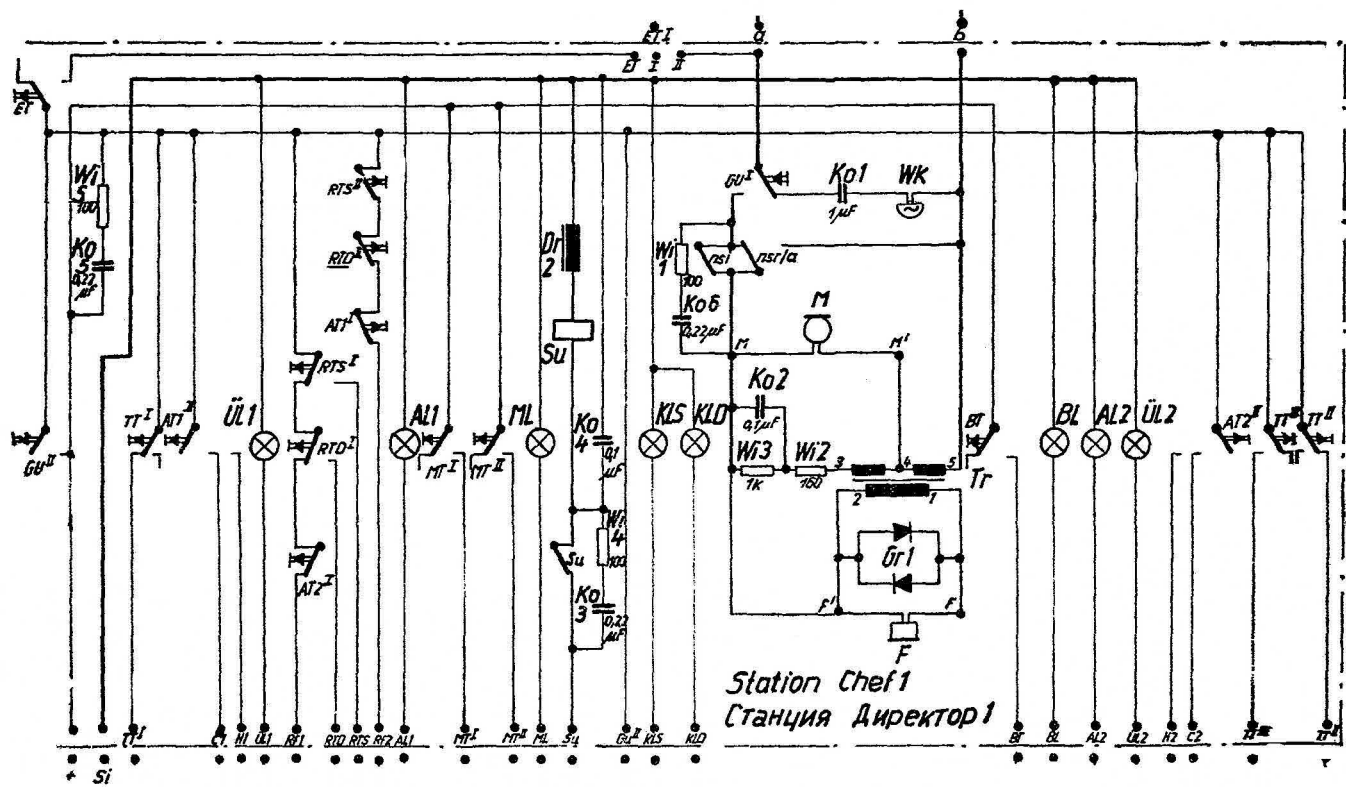 ET I
a
b
ET
I
II
ET
Wi
5
100
Ko
5
0,22
µF
RTS II
RTD I
AT1 I
RTS I
RTD I
AT2 I
TT I
AT1 II
ÜL1
GU II
AL1
MT I
MT II
ML
Dr
2
Su
Ko
4
0,1
µF
Wi
4
100
Su
Ko
3
0,22
µF
KLS
KLD
GU I
Ko1
1µF
WK
Wi
1
100
nsi
nsr/a
Ko6
0,22µF
M
M
M'
Ko2
0,1µF
Wi3
1k
Wi2
160
3
4
5
2
1
Tr
Gr1
F'
F
F
BT
BL
AL2
ÜL2
AT2 II
TT III
TT II
Station Chef1
Станция Директор1
TT I
C1
H1
ÜL1
RT1
RTD
RTS
RT2
AL1
MT I
MT II
ML
Su
GU II
KLS
KLD
BT
BL
AL2
ÜL2
H2
C2
TT III
TT II
+
Si